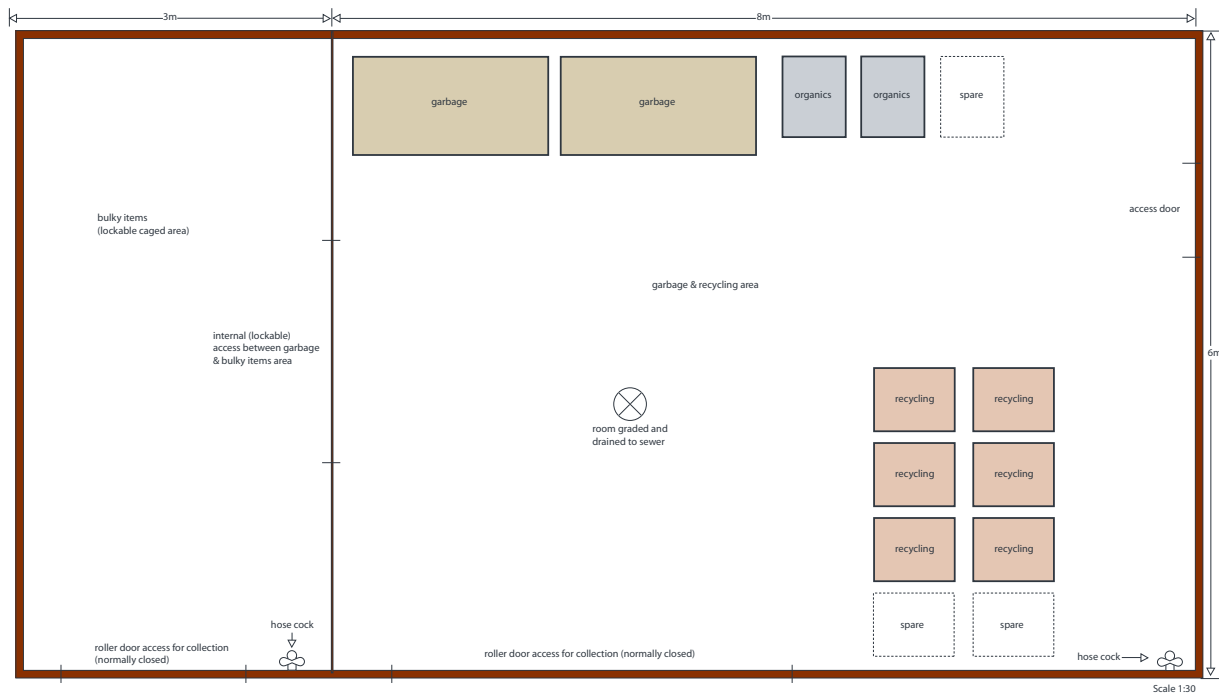 3m
8m
garbage
garbage
organics
organics
spare
bulky items
(lockable caged area)
access door
garbage & recycling area
internal (lockable)
access between garbage
& bulky items area
6m
recycling
recycling
room graded and
drained to sewer
recycling
recycling
recycling
recycling
spare
spare
hose cock
roller door access for collection
(normally closed)
roller door access for collection (normally closed)
hose cock
Scale 1:30